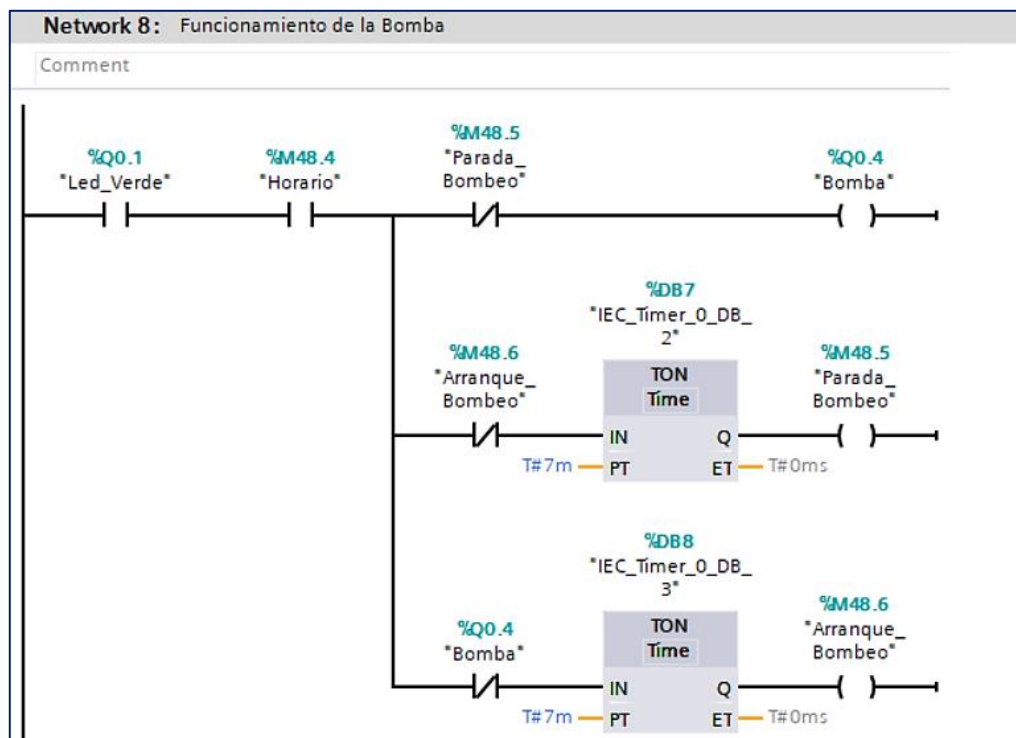 Network 8: Funcionamiento de la Bomba
Comment
%Q0.1
"Led_Verde"
%M48.4
"Horario"
%M48.5
"Parada_
Bombeo"
%Q0.4
"Bomba"
%DB7
"IEC_Timer_0_DB_
2"
%M48.6
"Arranque_
Bombeo"
TON
Time
IN
Q
T#7m
PT
ET
T#0ms
%M48.5
"Parada_
Bombeo"
%DB8
"IEC_Timer_0_DB_
3"
%Q0.4
"Bomba"
TON
Time
IN
Q
T#7m
PT
ET
T#0ms
%M48.6
"Arranque_
Bombeo"